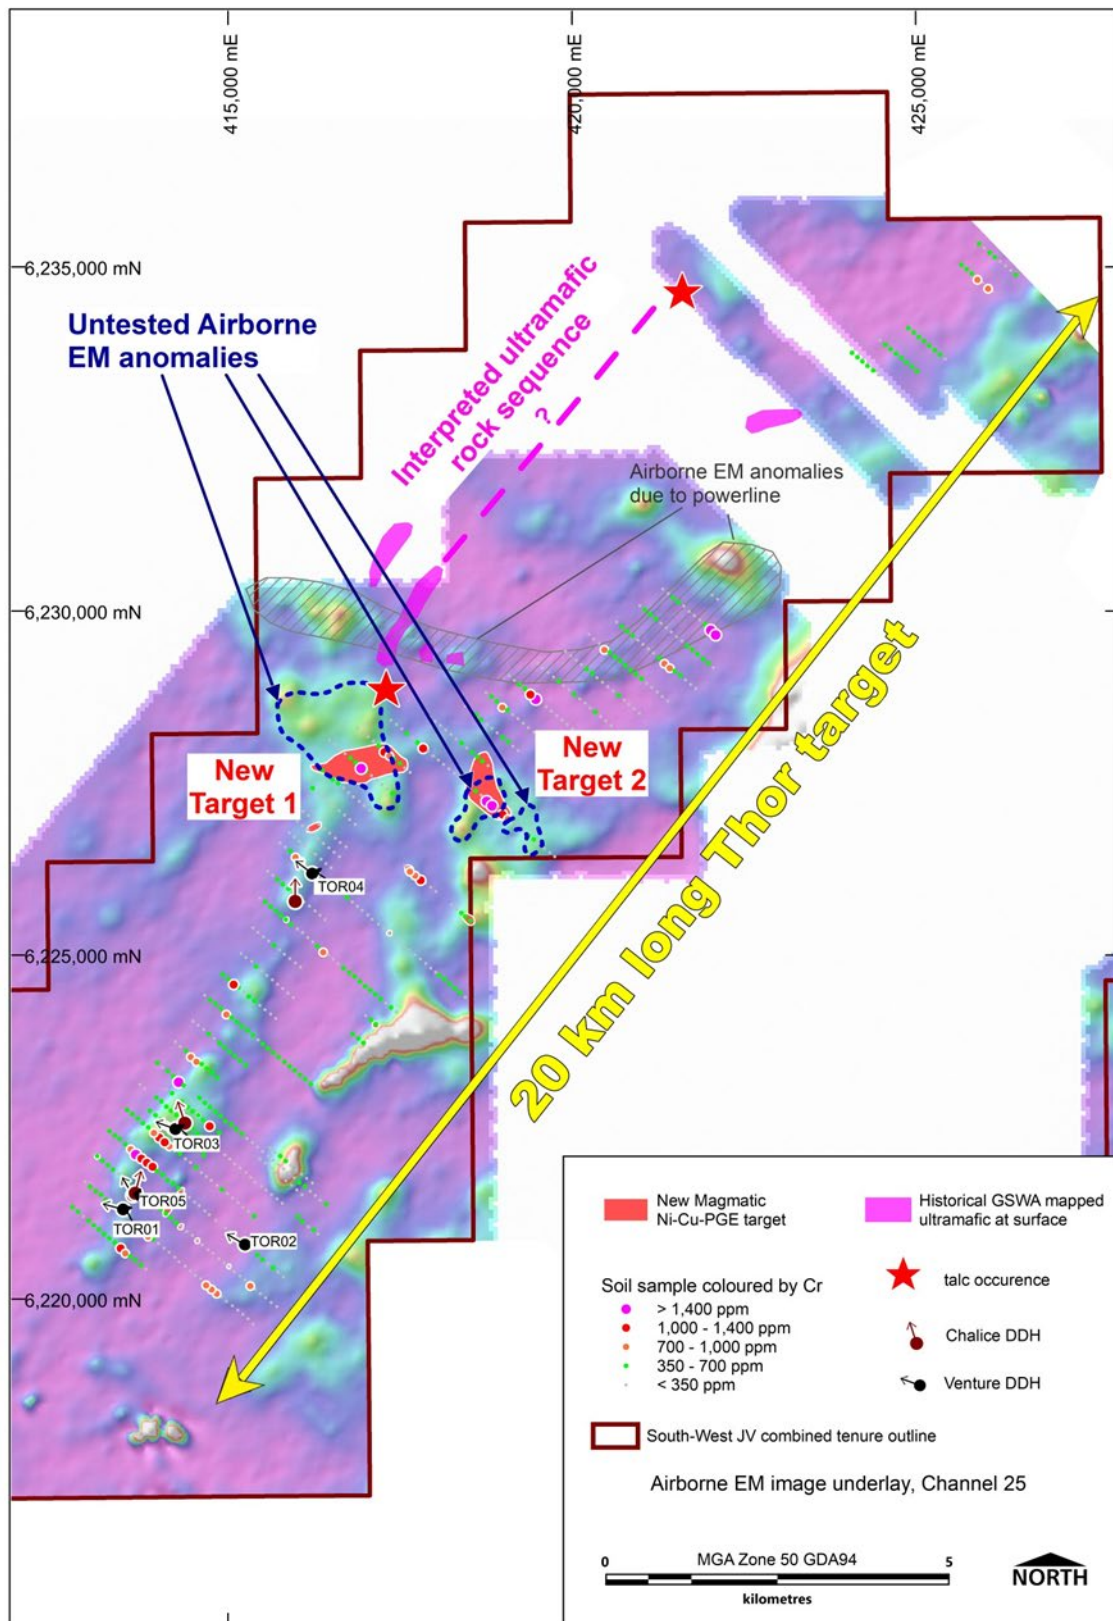 415,000 mE
420,000 mE
425,000 mE
6,235,000 mN
Untested Airborne
EM anomalies
Interpreted ultramafic
rock sequence
?
Airborne EM anomalies
due to powerline
6,230,000 mN
New
Target 1
New
Target 2
20 km long Thor target
TOR04
6,225,000 mN
TOR03
TOR05
TOR01
TOR02
6,220,000 mN
New Magmatic
Ni-Cu-PGE target
Historical GSWA mapped
ultramafic at surface
Soil sample coloured by Cr
> 1,400 ppm
1,000 - 1,400 ppm
700 - 1,000 ppm
350 - 700 ppm
< 350 ppm
talc occurence
Chalice DDH
Venture DDH
South-West JV combined tenure outline
Airborne EM image underlay, Channel 25
0 MGA Zone 50 GDA94 5
kilometres
NORTH